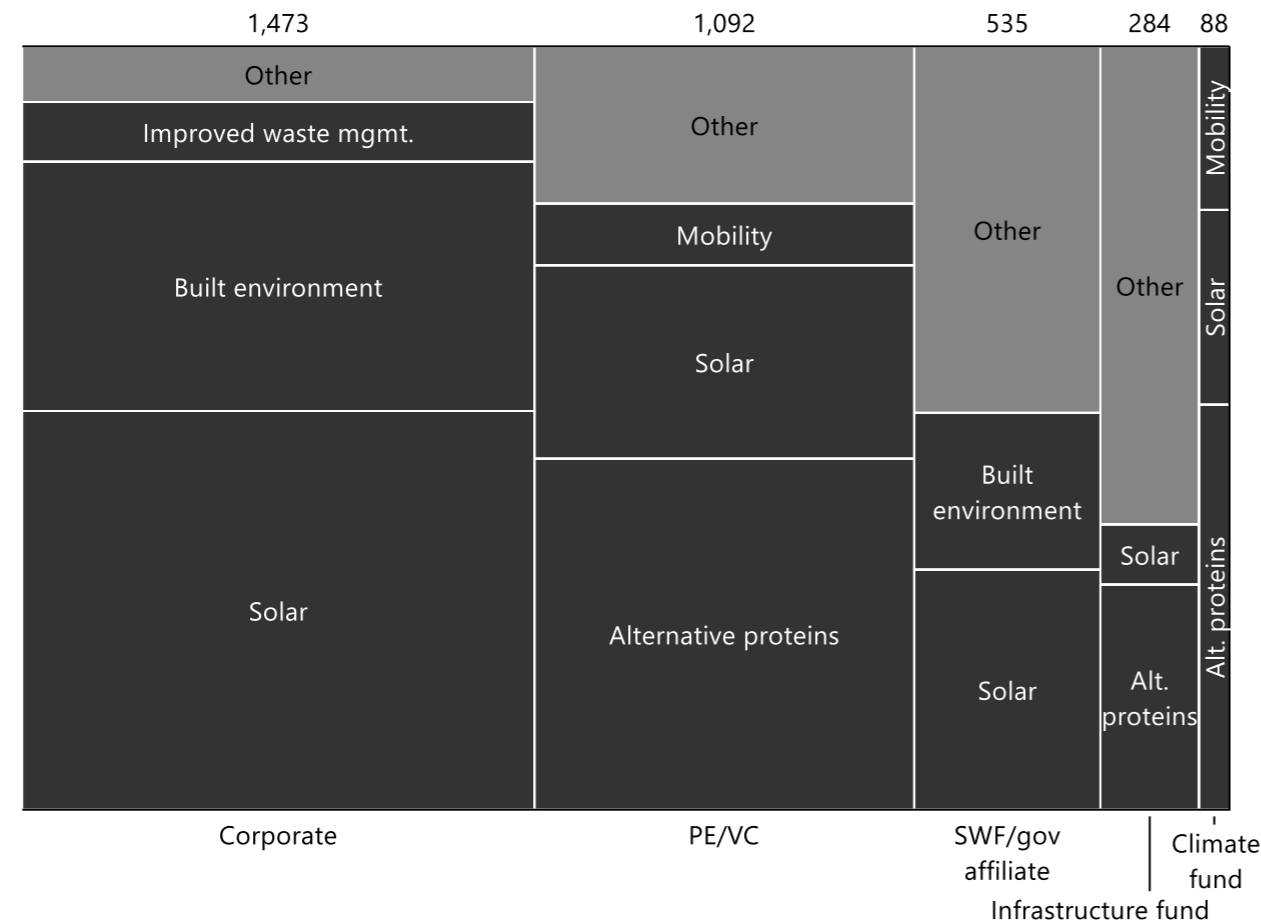 1,473
1,092
535
284
88
Other
Improved waste mgmt.
Built environment
Solar
Other
Mobility
Solar
Alternative proteins
Other
Built
environment
Solar
Other
Solar
Alt.
proteins
Mobility
Solar
Alt. proteins
Corporate
PE/VC
SWF/gov
affiliate
Infrastructure fund
Climate
fund